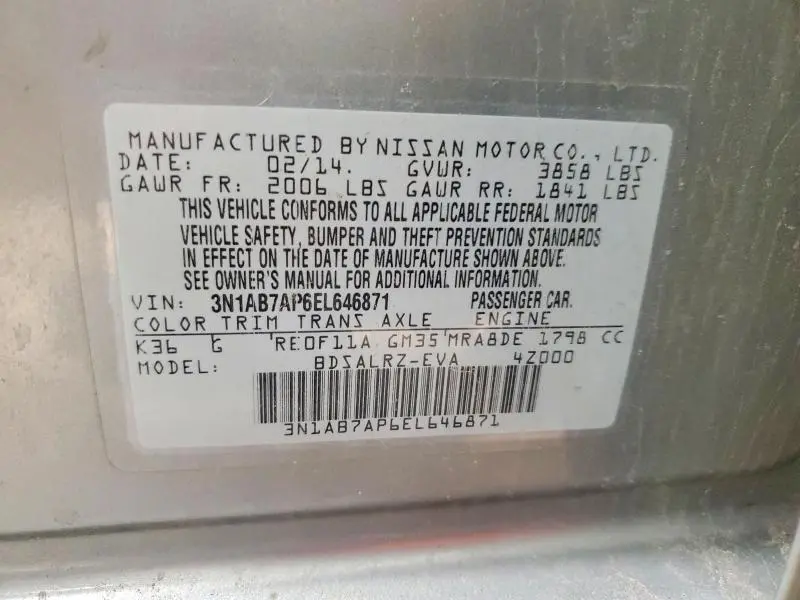 MANUFACTURED BY NISSAN MOTOR CO., LTD.
DATE: 02/14. GVWR: 3858 LBS
GAWR FR: 2006 LBS GAWR RR: 1841 LBS
THIS VEHICLE CONFORMS TO ALL APPLICABLE FEDERAL MOTOR
VEHICLE SAFETY, BUMPER AND THEFT PREVENTION STANDARDS
IN EFFECT ON THE DATE OF MANUFACTURE SHOWN ABOVE.
SEE OWNER'S MANUAL FOR ADDITIONAL INFORMATION.
VIN: 3N1AB7AP6EL646871 PASSENGER CAR.
COLOR TRIM TRANS AXLE ENGINE
K36 G RE0F11A GM35 MRA8DE 1798 CC
MODEL: BDSALRZ-EVA 4Z000
3N1AB7AP6EL646871